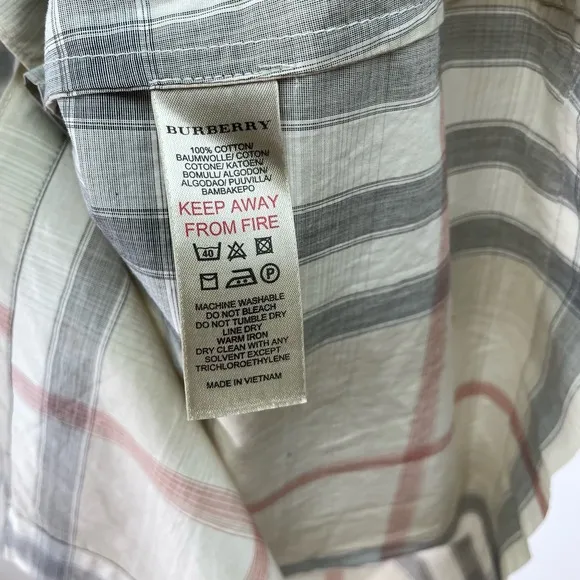 BURBERRY
100% COTTON/
BAUMWOLLE/ COTON/
COTONE/ KATOEN/
BOMULL/ ALGODON/
ALGODAO/ PUUVILLA/
BAMBAKEPO
KEEP AWAY
FROM FIRE
40
P
MACHINE WASHABLE
DO NOT BLEACH
DO NOT TUMBLE DRY
LINE DRY
WARM IRON
DRY CLEAN WITH ANY
SOLVENT EXCEPT
TRICHLOROETHYLENE
MADE IN VIETNAM